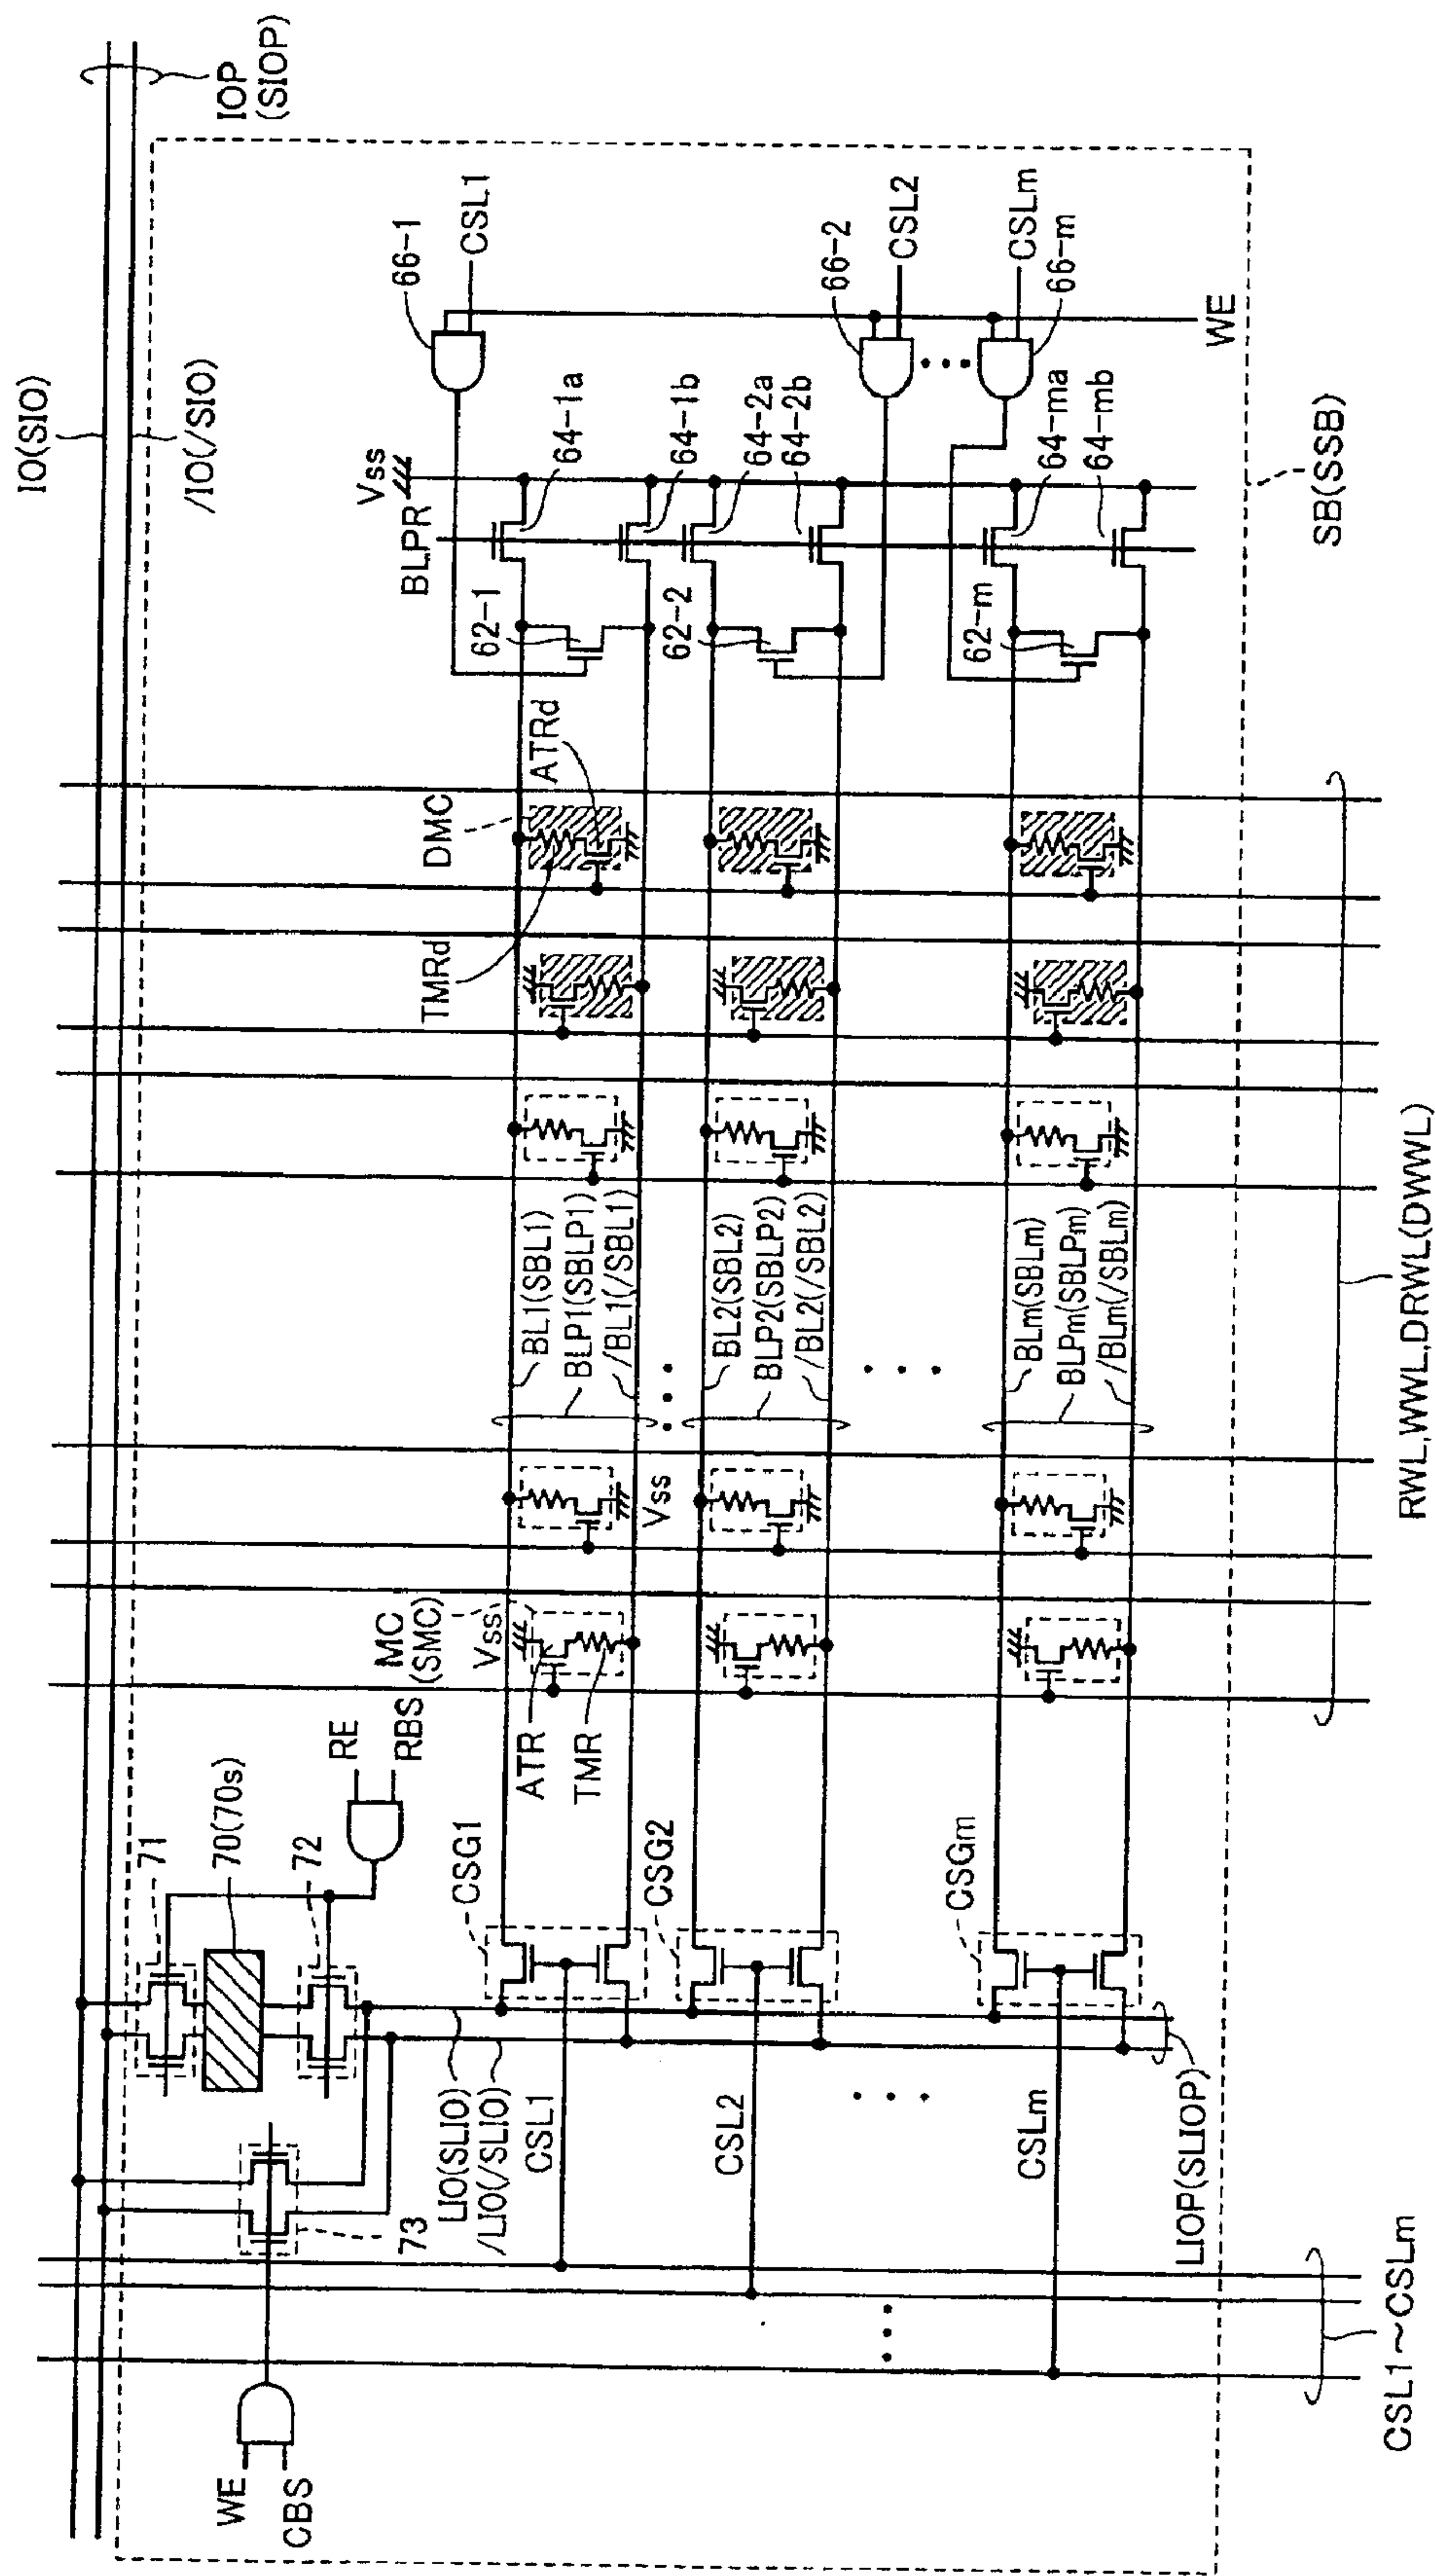 IO(SIO)
/IO(/SIO)
IOP
(SIOP)
WE
CBS
73
71
70(70s)
72
RE
RBS
LIO(SLIO)
/LIO(/SLIO)
CSL1
CSL2
CSLm
LIOP(SLIOP)
CSL1~CSLm
CSG1
CSG2
CSGm
MC
(SMC)
Vss
ATR
TMR
Vss
BL1(SBL1)
BLP1(SBLP1)
/BL1(/SBL1)
BL2(SBL2)
BLP2(SBLP2)
/BL2(/SBL2)
BLm(SBLm)
BLPm(SBLPm)
/BLm(/SBLm)
TMRd
DMC
ATRd
62-1
62-2
62-m
BLPR
Vss
64-1a
64-1b
64-2a
64-2b
64-ma
64-mb
66-1
CSL1
66-2
CSL2
CSLm
66-m
WE
SB(SSB)
RWL,WWL,DRWL(DWWL)